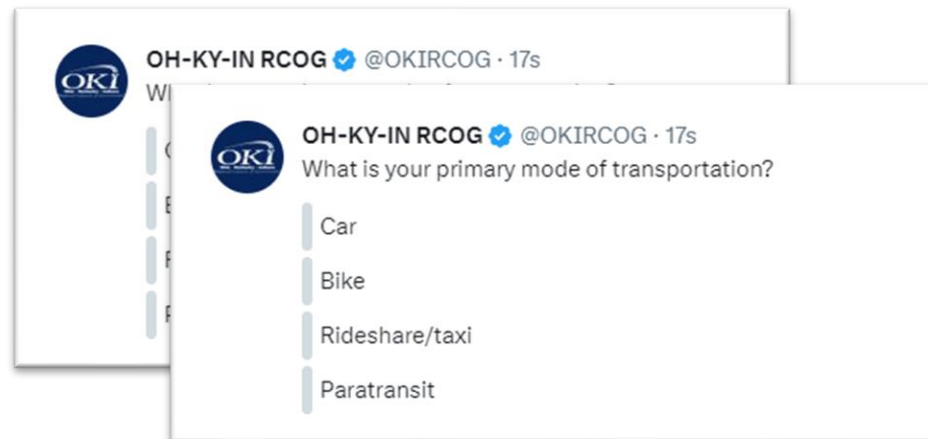 OH-KY-IN RCOG @OKIRCOG · 17s
OKI
OH-KY-IN RCOG @OKIRCOG · 17s
OKI
What is your primary mode of transportation?
Car
Bike
Rideshare/taxi
Paratransit